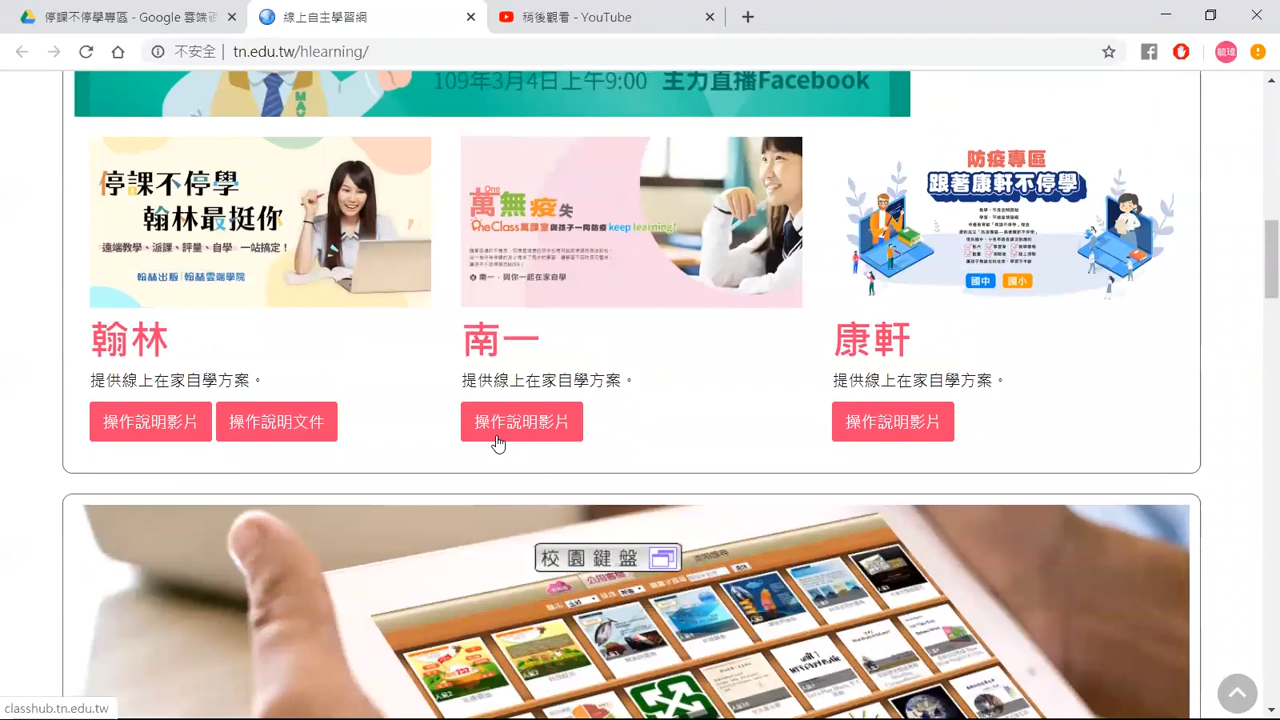 停課不停學專區 - Google 雲端
線上自主學習網
稍後觀看 - YouTube
不安全
tn.edu.tw/hlearning/
毓瑋
109年3月4日上午9:00 主力直播Facebook
停課不停學
翰林最挺你
遠端教學、派課、評量、自學 一站搞定！
翰林出版 翰林雲端學院
One
萬無疫失
OneClass萬課室與孩子一同防疫 keep learning!
南一，與你一起在家自學
防疫專區
跟著康軒不停學
國中 國小
翰林
南一
康軒
提供線上在家自學方案。
提供線上在家自學方案。
提供線上在家自學方案。
操作說明影片
操作說明文件
操作說明影片
操作說明影片
校園鍵盤
classhub.tn.edu.tw